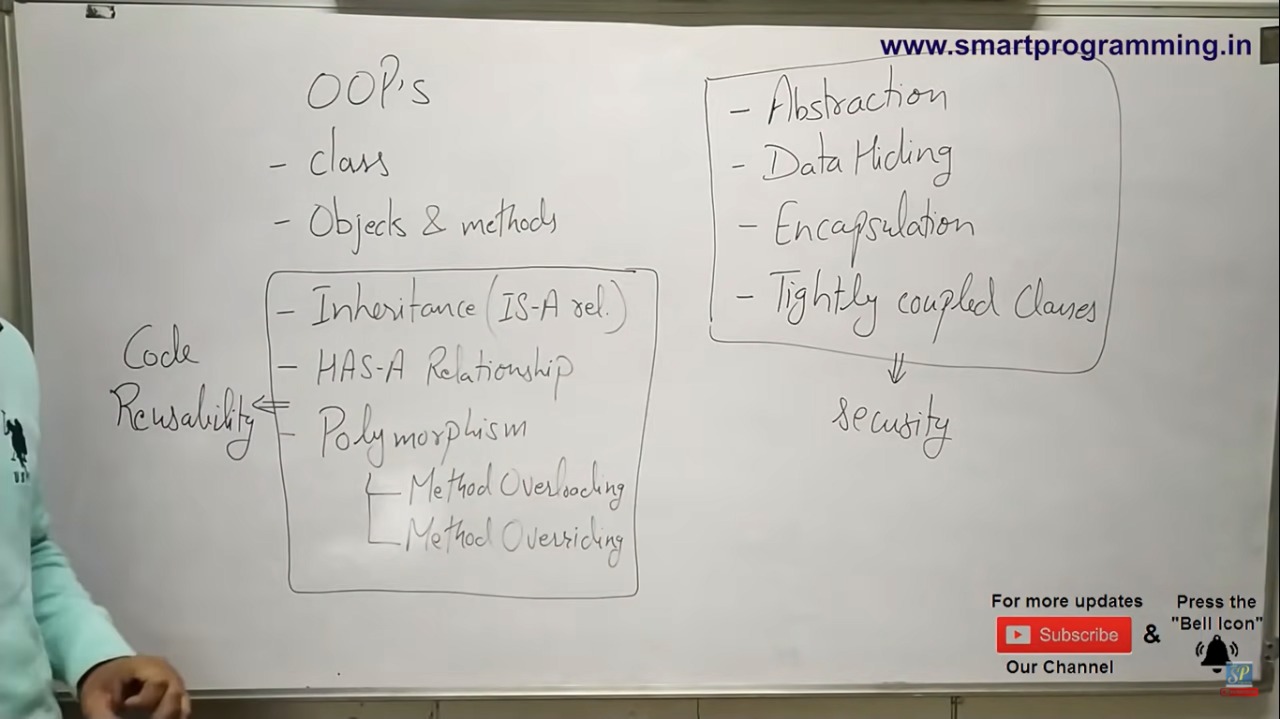 www.smartprogramming.in
OOP's
- class
- Objects & methods
- Inheritance (IS-A rel.)
- HAS-A Relationship
- Polymorphism
Method Overloading
Method Overriding
Code
Reusability
- Abstraction
- Data Hiding
- Encapsulation
- Tightly coupled Classes
security
For more updates
Subscribe
Our Channel
&
Press the
"Bell Icon"
SP